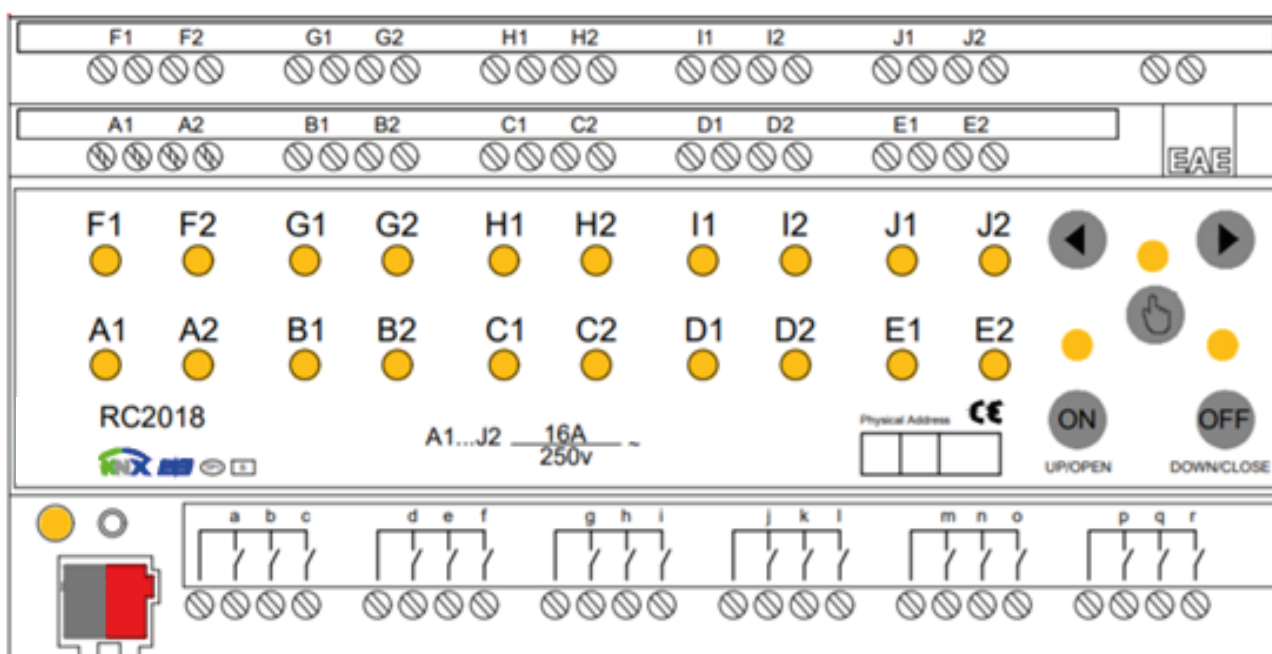 F1 F2 G1 G2 H1 H2 I1 I2 J1 J2
A1 A2 B1 B2 C1 C2 D1 D2 E1 E2
EAE
F1 F2 G1 G2 H1 H2 I1 I2 J1 J2
A1 A2 B1 B2 C1 C2 D1 D2 E1 E2
RC2018
A1...J2 16A ~
250v
Physical Address CE
ON OFF
UP/OPEN DOWN/CLOSE
KNX
a b c d e f g h i j k l m n o p q r